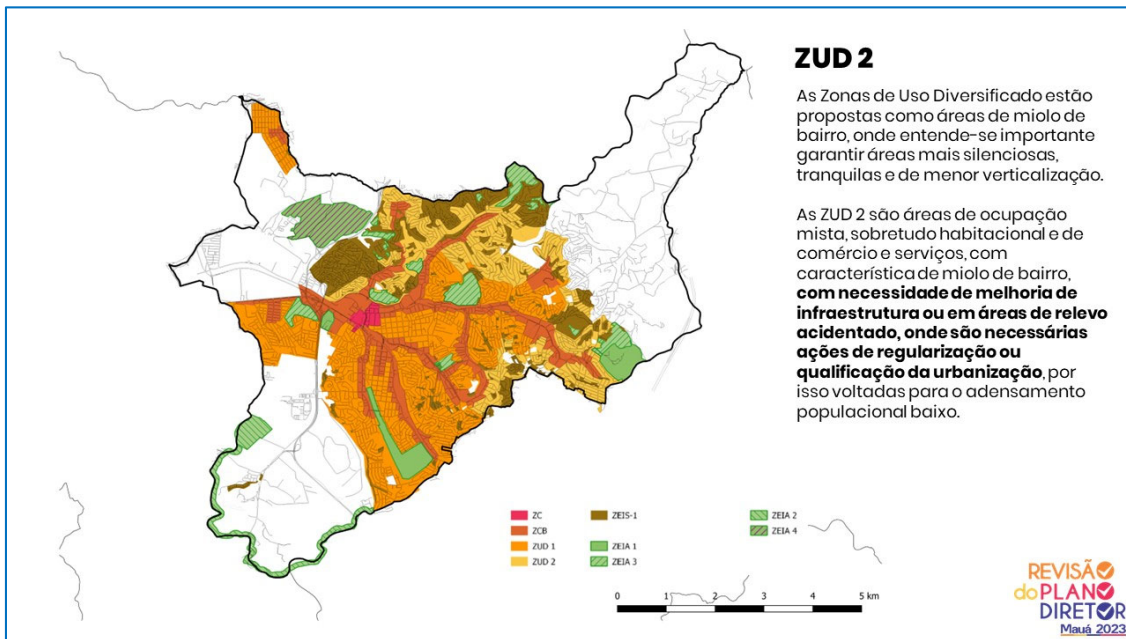 ZUD 2
As Zonas de Uso Diversificado estão
propostas como áreas de miolo de
bairro, onde entende-se importante
garantir áreas mais silenciosas,
tranquilas e de menor verticalização.
As ZUD 2 são áreas de ocupação
mista, sobretudo habitacional e de
comércio e serviços, com
característica de miolo de bairro,
com necessidade de melhoria de
infraestrutura ou em áreas de relevo
acidentado, onde são necessárias
ações de regularização ou
qualificação da urbanização, por
isso voltadas para o adensamento
populacional baixo.
ZC
ZCB
ZUD 1
ZUD 2
ZEIS-1
ZEIA 1
ZEIA 3
ZEIA 2
ZEIA 4
0 1 2 3 4 5 km
REVISÃO
do PLANO
DIRETOR
Mauá 2023